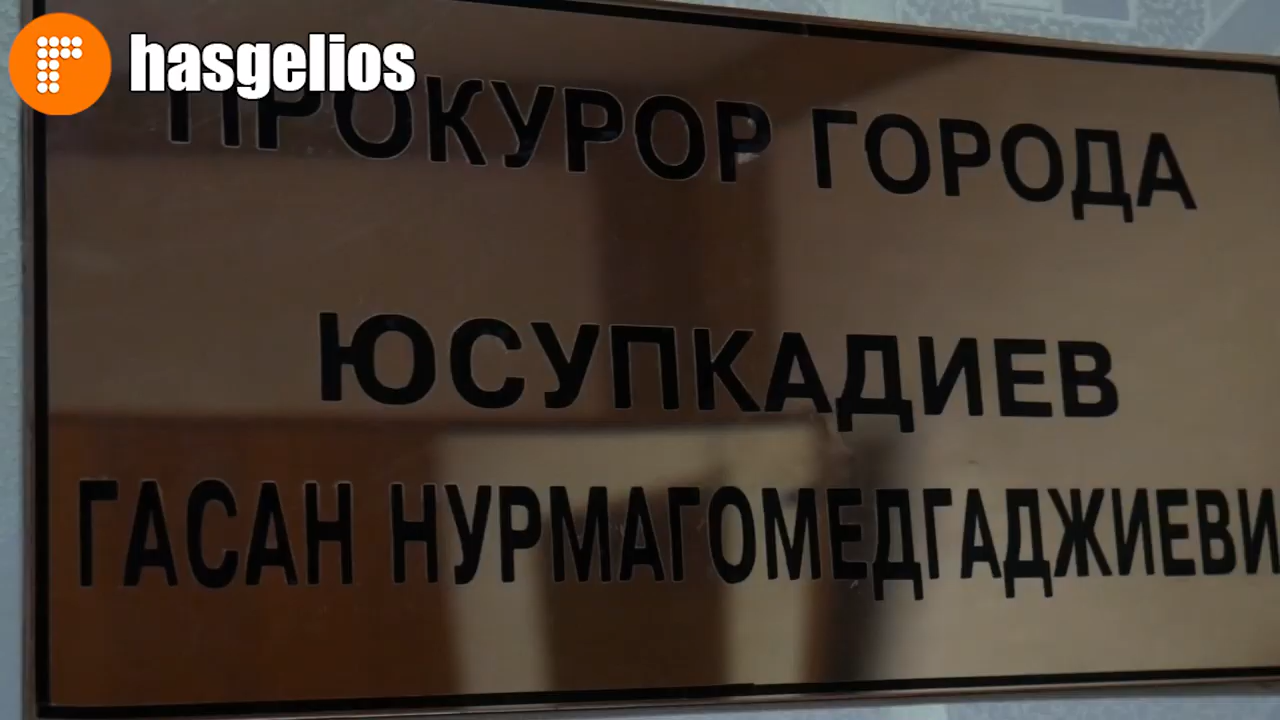 hasgelios
ПРОКУРОР ГОРОДА
ЮСУПКАДИЕВ
ГАСАН НУРМАГОМЕДГАДЖИЕВИ